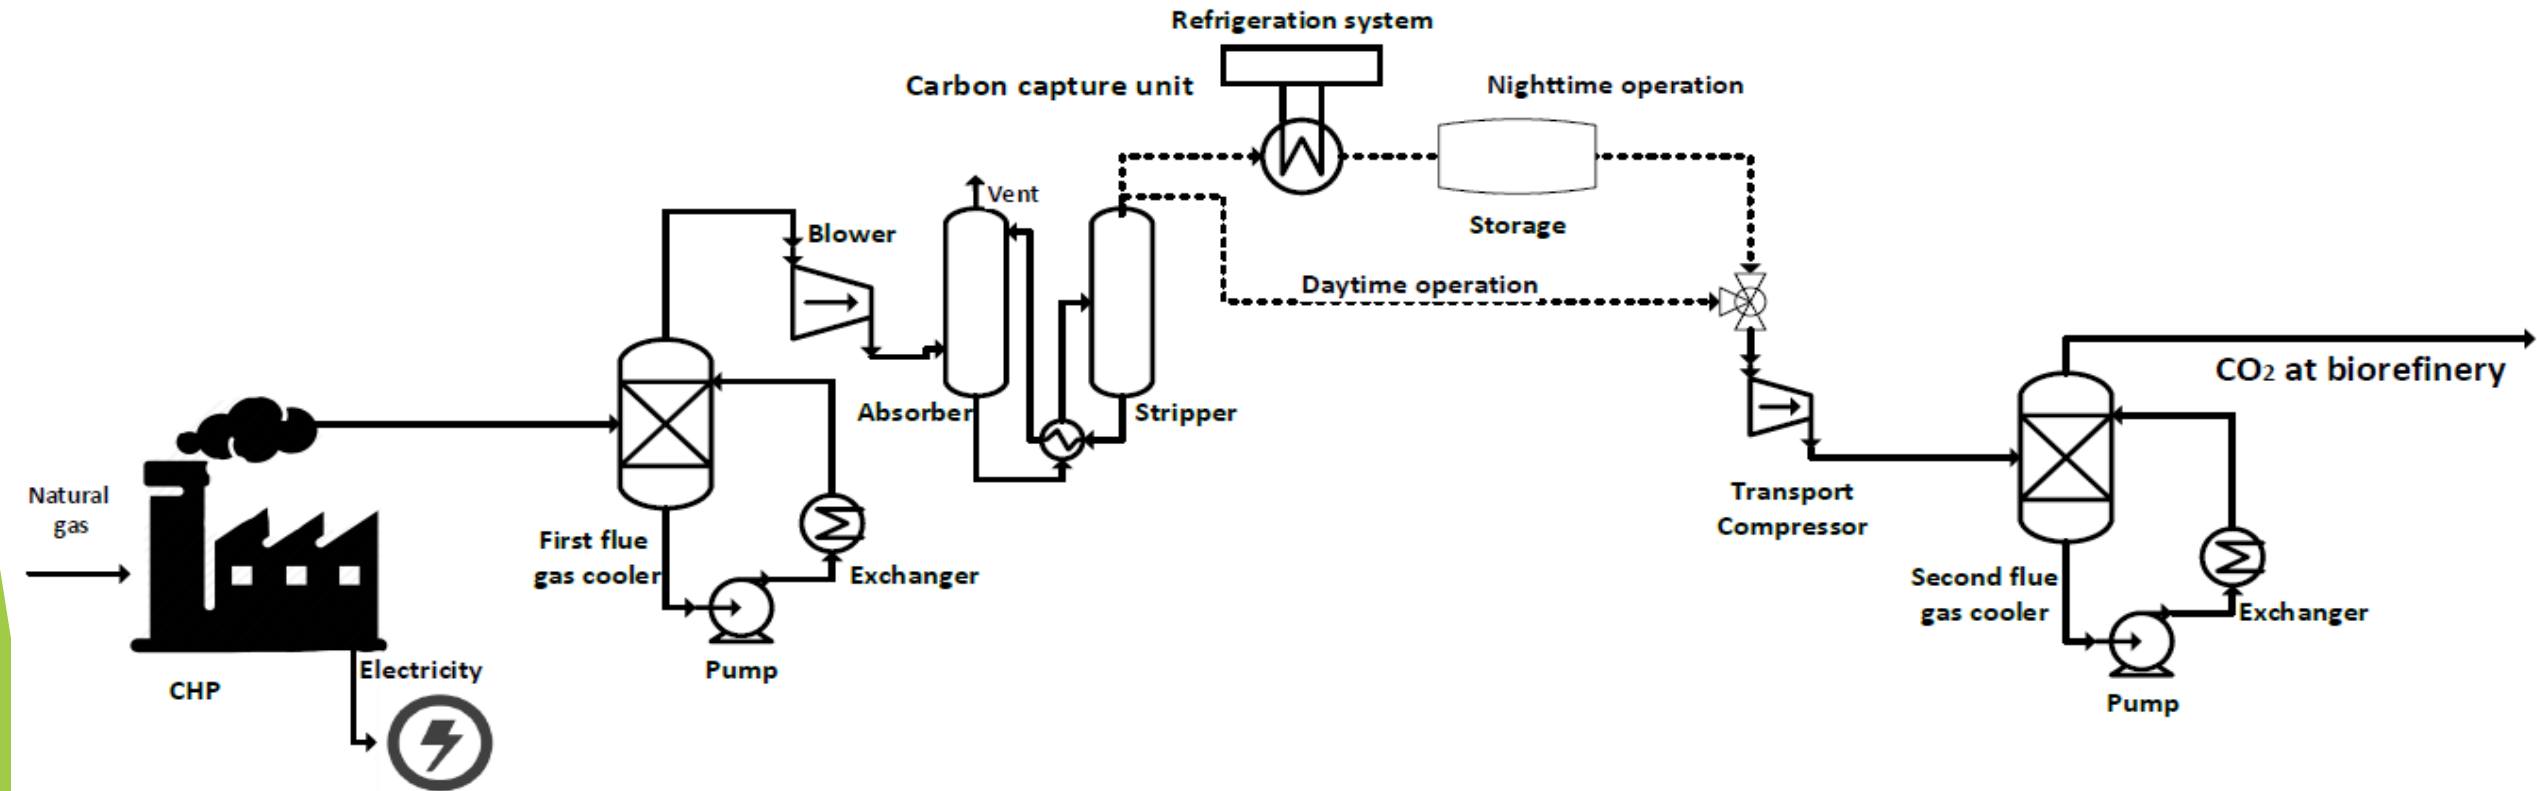 Refrigeration system
Carbon capture unit
Nighttime operation
Vent
Blower
Storage
Daytime operation
CO₂ at biorefinery
Absorber
Stripper
Natural
gas
Transport
Compressor
First flue
gas cooler
Exchanger
Second flue
gas cooler
Exchanger
Electricity
Pump
CHP
Pump